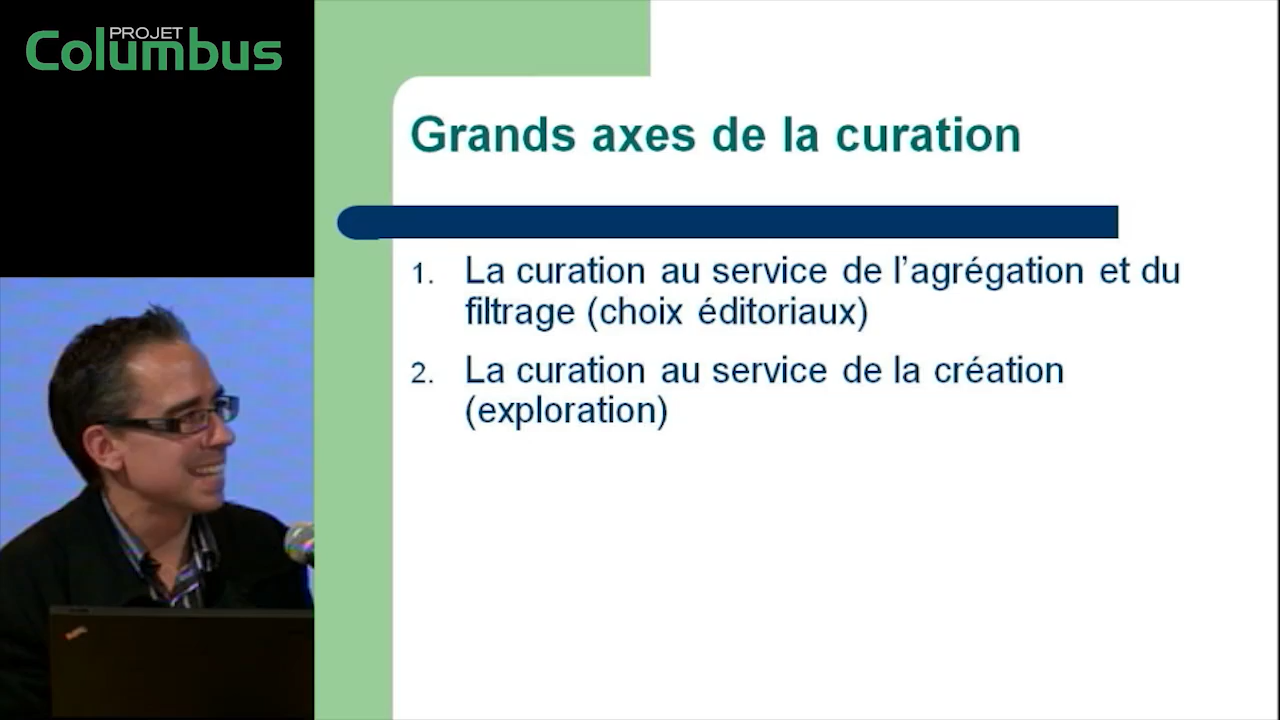 PROJET
Columbus
Grands axes de la curation
1. La curation au service de l’agrégation et du
filtrage (choix éditoriaux)
2. La curation au service de la création
(exploration)